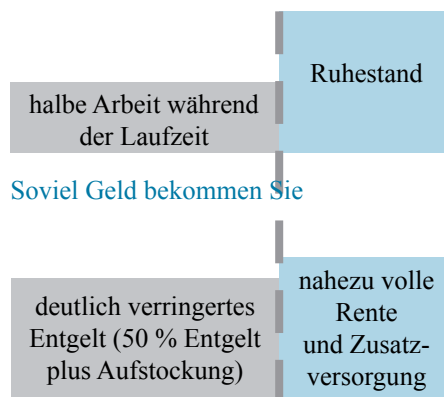 Ruhestand
halbe Arbeit während
der Laufzeit
Soviel Geld bekommen Sie
deutlich verringertes
Entgelt (50 % Entgelt
plus Aufstockung)
nahezu volle
Rente
und Zusatz-
versorgung